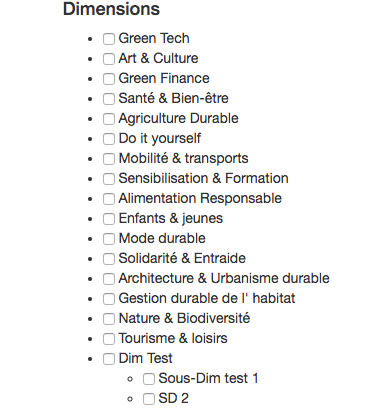 Dimensions
Green Tech
Art & Culture
Green Finance
Santé & Bien-être
Agriculture Durable
Do it yourself
Mobilité & transports
Sensibilisation & Formation
Alimentation Responsable
Enfants & jeunes
Mode durable
Solidarité & Entraide
Architecture & Urbanisme durable
Gestion durable de l' habitat
Nature & Biodiversité
Tourisme & loisirs
Dim Test
Sous-Dim test 1
SD 2